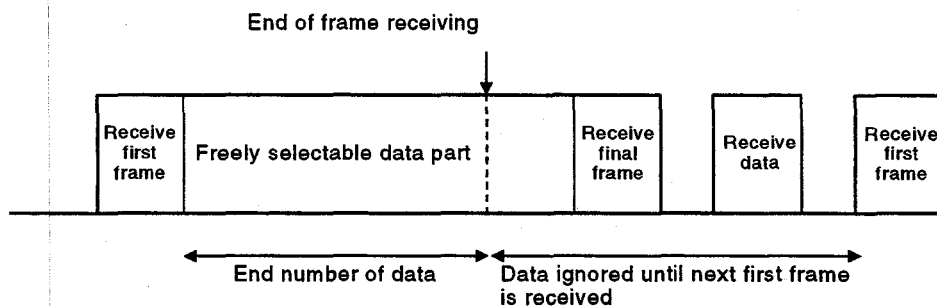 End of frame receiving
Receive
first
frame
Freely selectable data part
Receive
final
frame
Receive
data
Receive
first
frame
End number of data
Data ignored until next first frame
is received